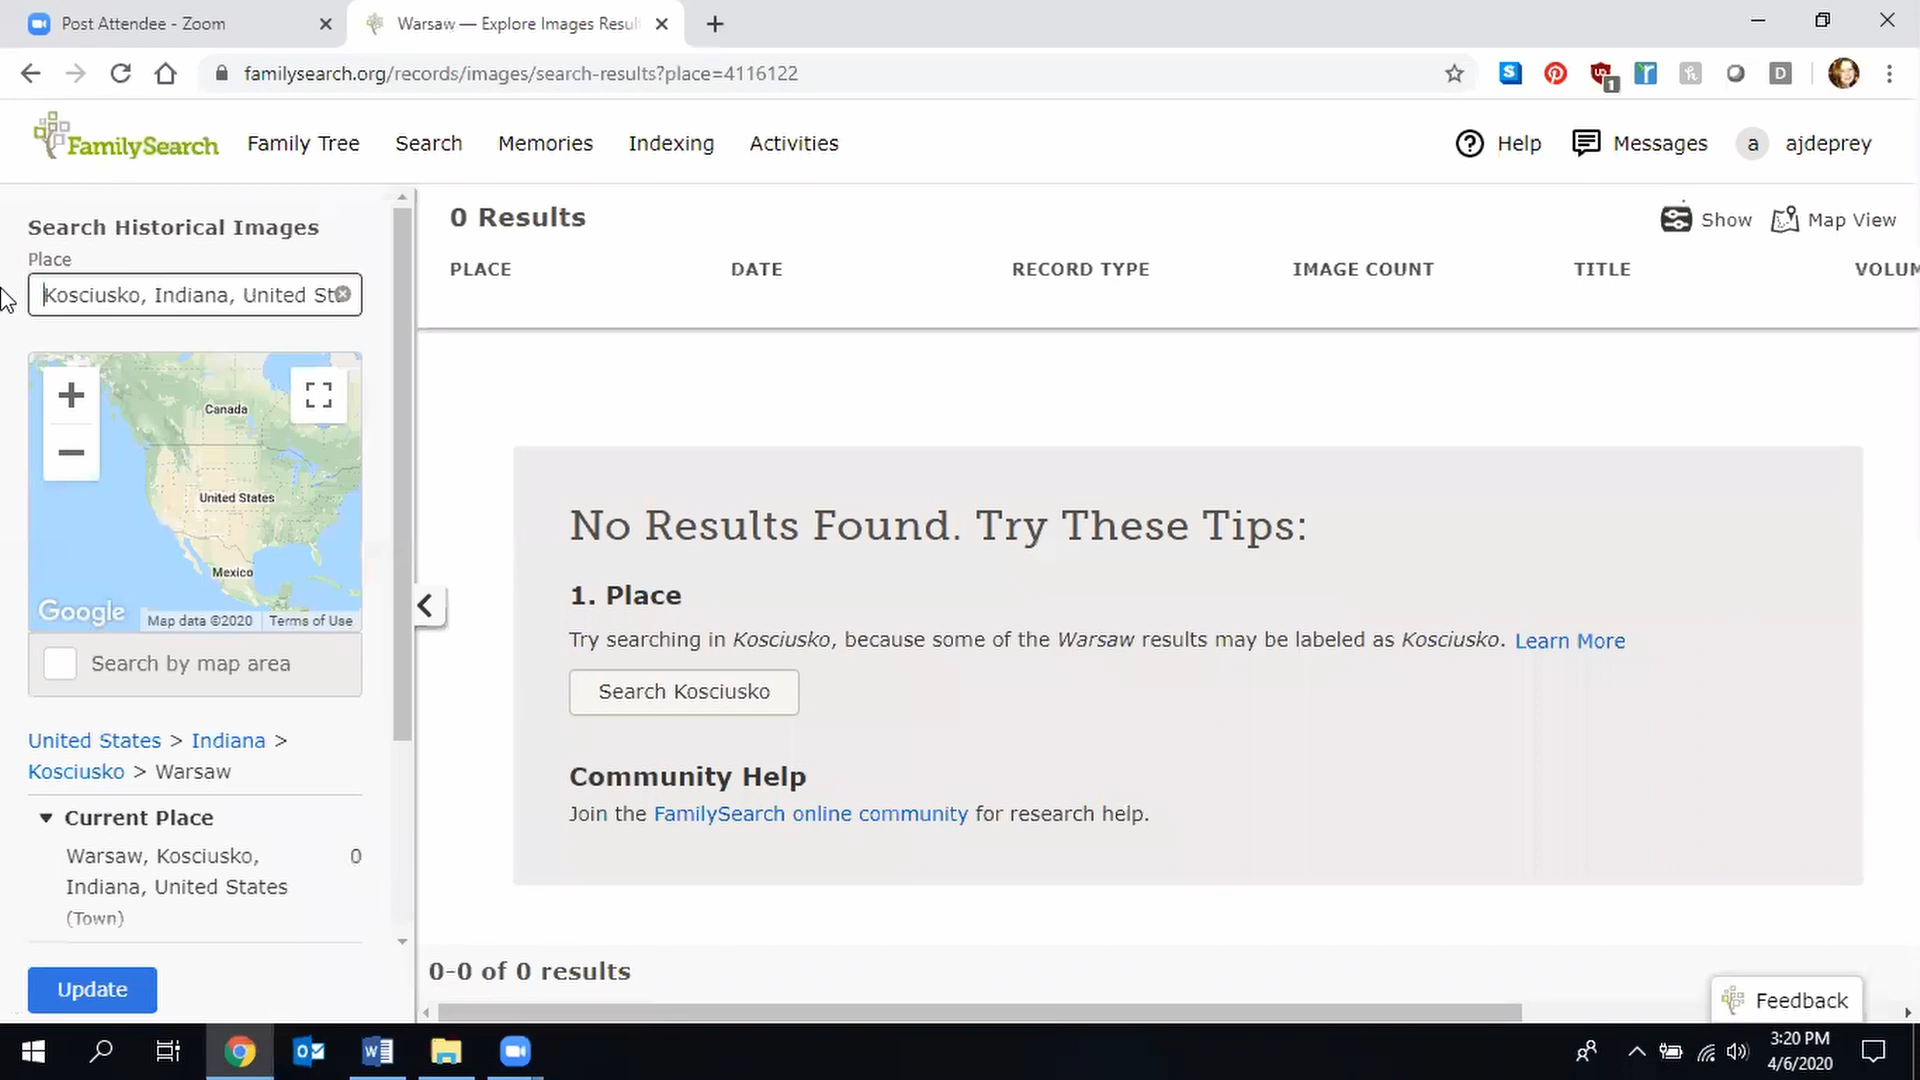 Post Attendee - Zoom
Warsaw — Explore Images Resul
familysearch.org/records/images/search-results?place=4116122
1
D
FamilySearch
Family Tree
Search
Memories
Indexing
Activities
Help
Messages
a
ajdeprey
Search Historical Images
Place
Kosciusko, Indiana, United St
Canada
United States
Mexico
Google
Map data ©2020
Terms of Use
Search by map area
United States > Indiana >
Kosciusko > Warsaw
Current Place
Warsaw, Kosciusko,
0
Indiana, United States
(Town)
Update
0 Results
Show
Map View
PLACE
DATE
RECORD TYPE
IMAGE COUNT
TITLE
VOLUM
No Results Found. Try These Tips:
1. Place
Try searching in Kosciusko, because some of the Warsaw results may be labeled as Kosciusko. Learn More
Search Kosciusko
Community Help
Join the FamilySearch online community for research help.
0-0 of 0 results
Feedback
3:20 PM
4/6/2020